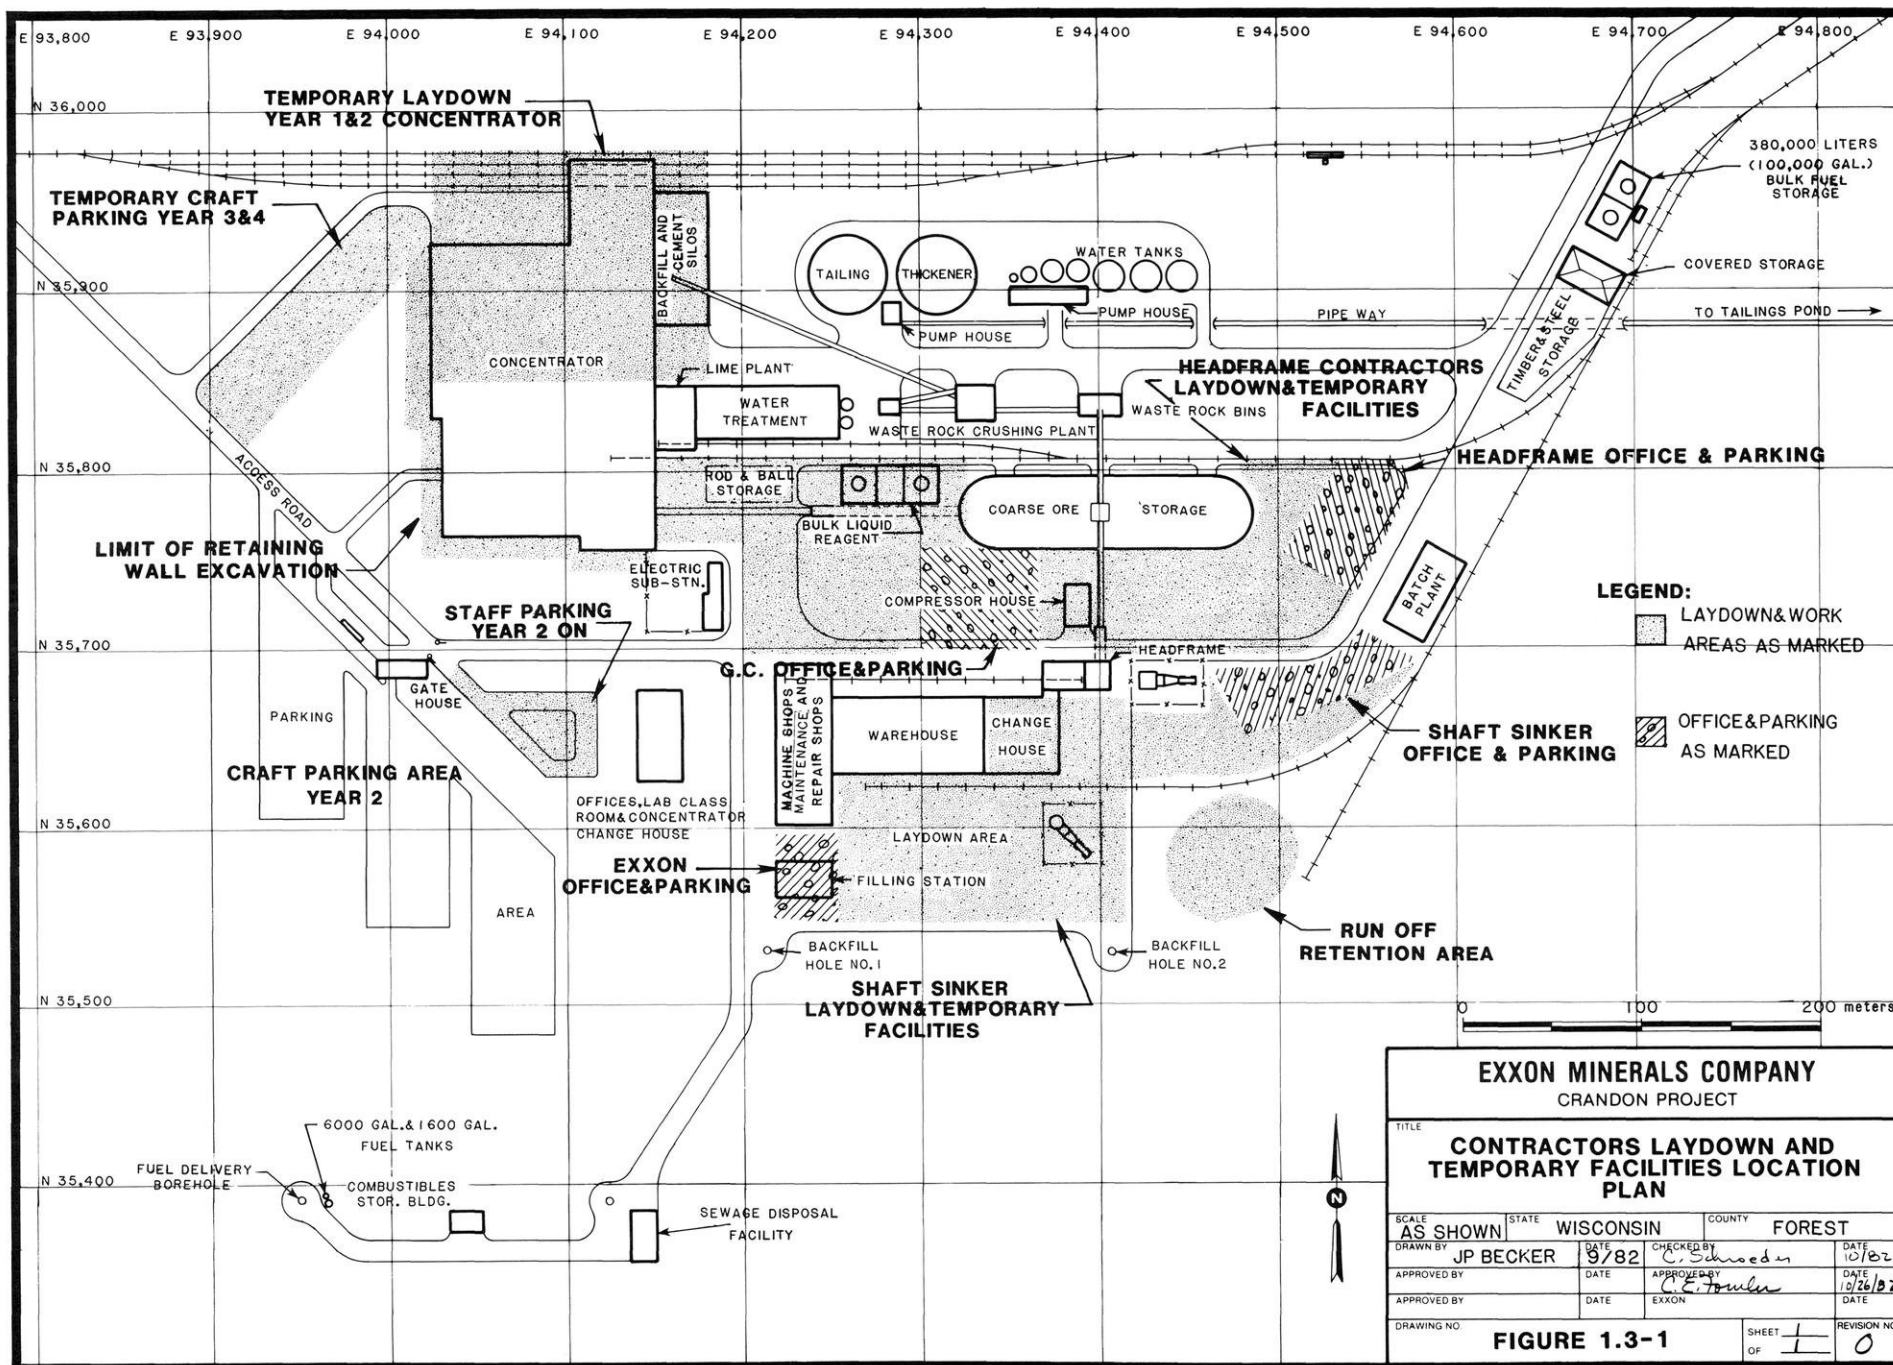 E 93,800
E 93,900
E 94,000
E 94,100
E 94,200
E 94,300
E 94,400
E 94,500
E 94,600
E 94,700
E 94,800
N 36,000
TEMPORARY LAYDOWN
YEAR 1&2 CONCENTRATOR
TEMPORARY CRAFT
PARKING YEAR 3&4
380,000 LITERS
(100,000 GAL.)
BULK FUEL
STORAGE
BACKFILL AND
CEMENT
SILOS
TAILING
THICKENER
WATER TANKS
COVERED STORAGE
N 35,900
PUMP HOUSE
PUMP HOUSE
PIPE WAY
TO TAILINGS POND
TIMBER&STEEL
STORAGE
CONCENTRATOR
LIME PLANT
WATER
TREATMENT
HEADFRAME CONTRACTORS
LAYDOWN&TEMPORARY
FACILITIES
WASTE ROCK BINS
WASTE ROCK CRUSHING PLANT
HEADFRAME OFFICE & PARKING
N 35,800
ACCESS ROAD
ROD & BALL
STORAGE
BULK LIQUID
REAGENT
COARSE ORE
STORAGE
LIMIT OF RETAINING
WALL EXCAVATION
ELECTRIC
SUB-STN.
COMPRESSOR HOUSE
BATCH
PLANT
LEGEND:
LAYDOWN&WORK
AREAS AS MARKED
OFFICE&PARKING
AS MARKED
STAFF PARKING
YEAR 2 ON
N 35,700
G.C. OFFICE&PARKING
HEADFRAME
GATE
HOUSE
PARKING
MACHINE SHOPS
MAINTENANCE AND
REPAIR SHOPS
WAREHOUSE
CHANGE
HOUSE
SHAFT SINKER
OFFICE & PARKING
CRAFT PARKING AREA
YEAR 2
OFFICES,LAB CLASS
ROOM&CONCENTRATOR
CHANGE HOUSE
N 35,600
LAYDOWN AREA
EXXON
OFFICE&PARKING
FILLING STATION
AREA
RUN OFF
RETENTION AREA
BACKFILL
HOLE NO.1
BACKFILL
HOLE NO.2
SHAFT SINKER
LAYDOWN&TEMPORARY
FACILITIES
N 35,500
0
100
200 meters
6000 GAL.&1600 GAL.
FUEL TANKS
FUEL DELIVERY
BOREHOLE
COMBUSTIBLES
STOR. BLDG.
N 35,400
SEWAGE DISPOSAL
FACILITY
N
EXXON MINERALS COMPANY
CRANDON PROJECT
TITLE
CONTRACTORS LAYDOWN AND
TEMPORARY FACILITIES LOCATION
PLAN
SCALE AS SHOWN STATE WISCONSIN COUNTY FOREST
DRAWN BY JP BECKER DATE 9/82 CHECKED BY C. Schroeder DATE 10/82
APPROVED BY DATE APPROVED BY C.E. Fowler DATE 10/26/82
APPROVED BY DATE EXXON DATE
DRAWING NO. FIGURE 1.3-1 SHEET 1 OF 1 REVISION NO 0